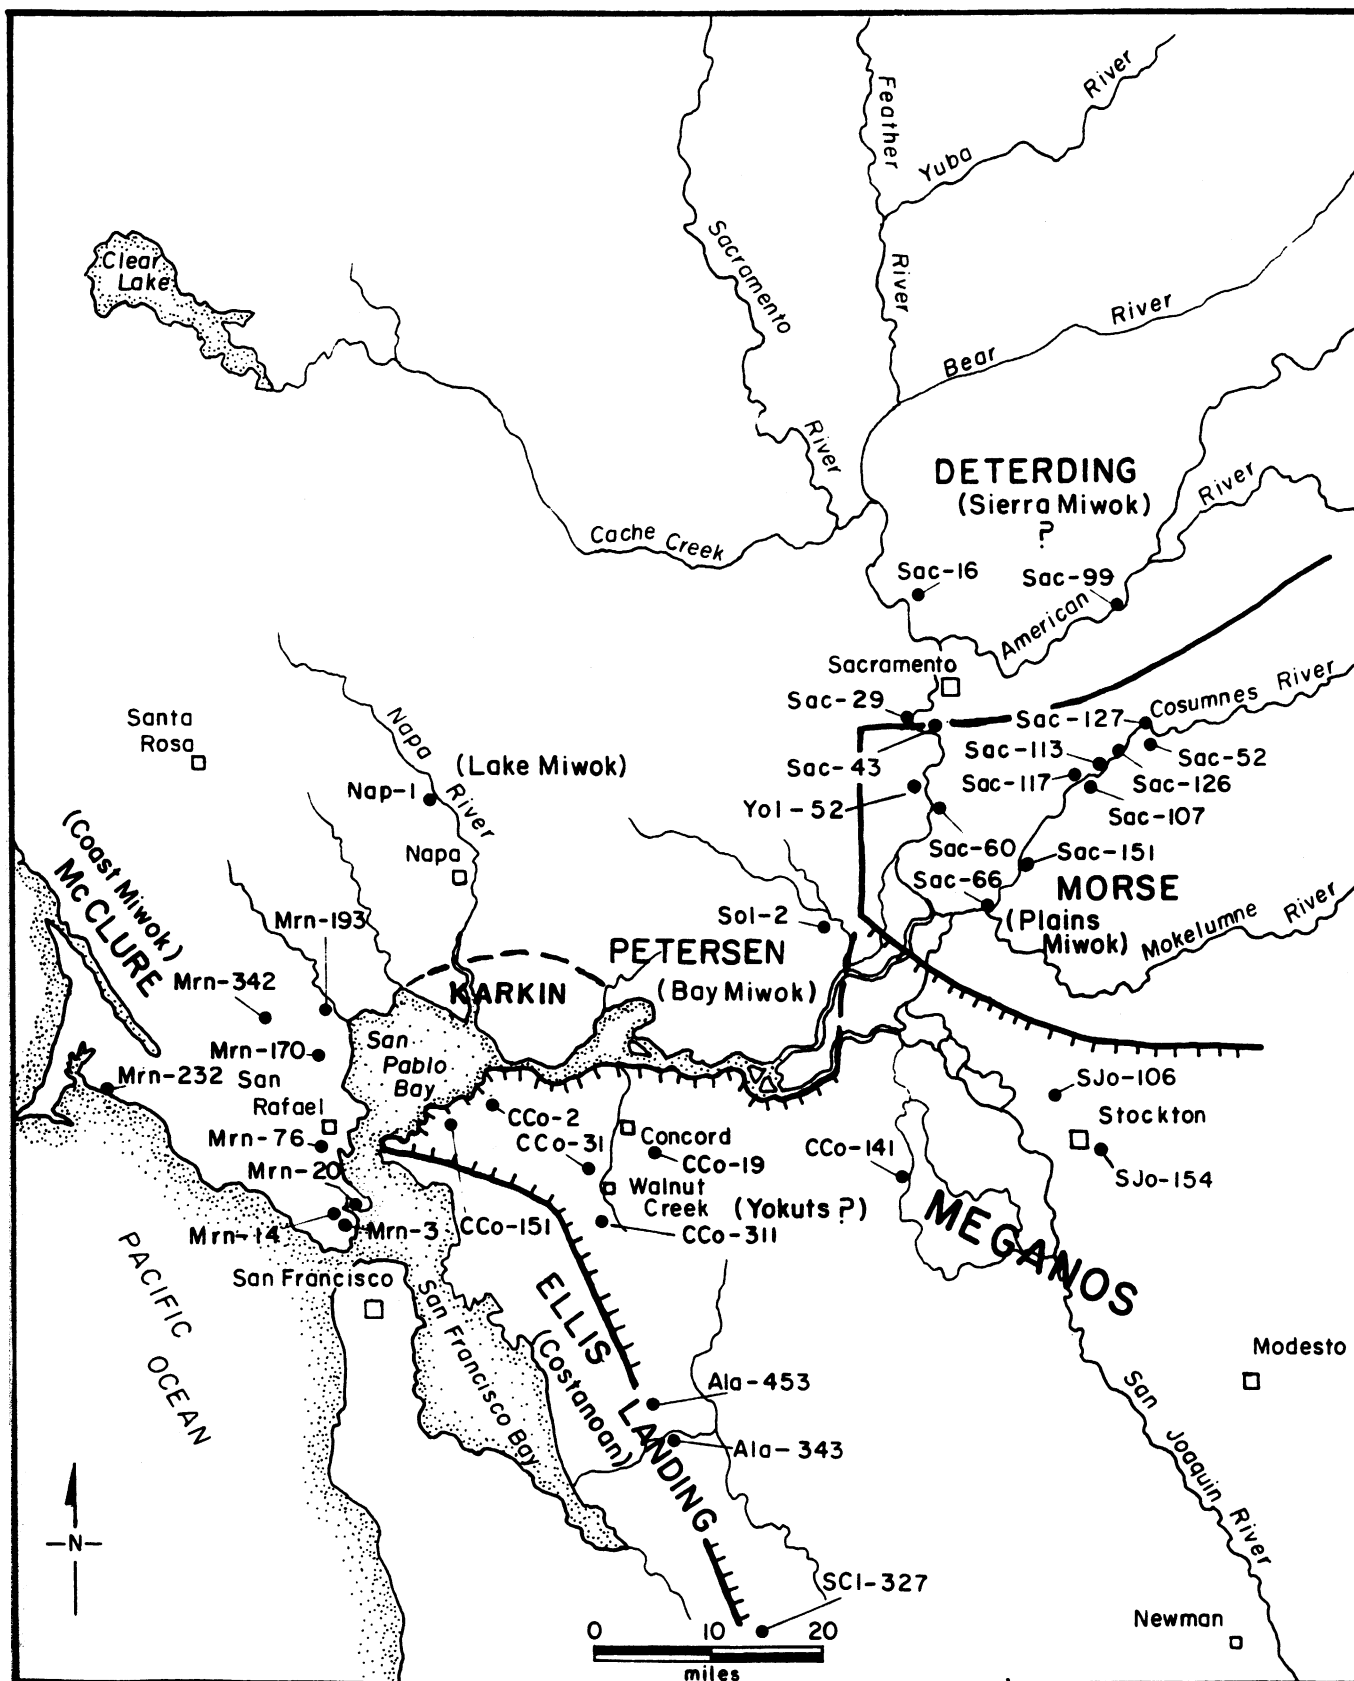 Feather
River
Yuba
River
Sacramento
River
Clear
Lake
Bear
River
DETERDING
(Sierra Miwok)
?
River
Cache Creek
Sac-16
Sac-99
American
Sacramento
Sac-29
Sac-127
Cosumnes River
Santa
Rosa
Napa
River
(Lake Miwok)
Sac-43
Sac-113
Sac-52
Sac-117
Sac-126
Nap-1
Yol-52
Sac-107
Napa
Sac-60
Sac-151
Sac-66
MORSE
(Plains
Miwok)
Mokelumne River
(Coast Miwok)
McCLURE
Mrn-193
Sol-2
PETERSEN
(Bay Miwok)
KARKIN
Mrn-342
San
Pablo
Bay
Mrn-170
Mrn-232
San
Rafael
SJo-106
Stockton
CCo-2
CCo-31
Concord
CCo-19
CCo-141
SJo-154
Mrn-76
Mrn-20
Walnut
Creek
(Yokuts?)
Mrn-14
Mrn-3
CCo-151
CCo-311
MEGANOS
San Francisco
PACIFIC
OCEAN
San Francisco Bay
ELLIS LANDING
(Costanoan)
Modesto
Ala-453
Ala-343
San Joaquin River
N
SCl-327
Newman
0 10 20
miles